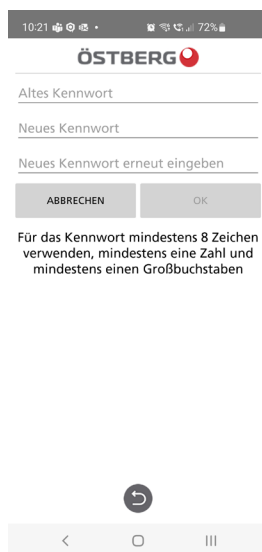 10:21
72%
ÖSTBERG
Altes Kennwort
Neues Kennwort
Neues Kennwort erneut eingeben
ABBRECHEN
OK
Für das Kennwort mindestens 8 Zeichen
verwenden, mindestens eine Zahl und
mindestens einen Großbuchstaben